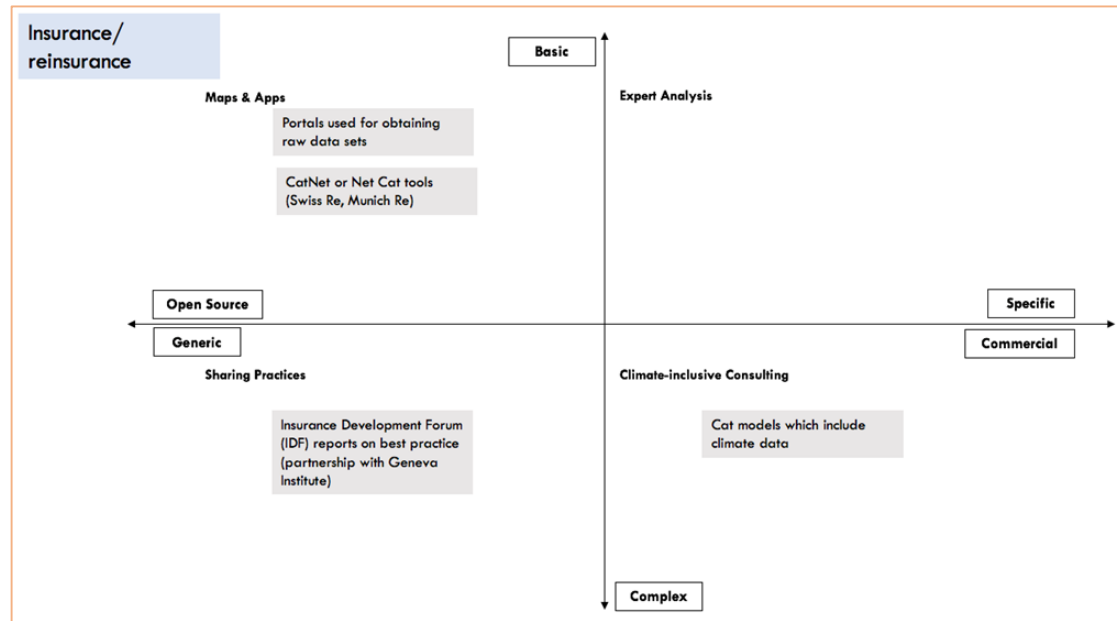 Insurance/
reinsurance
Basic
Maps & Apps
Expert Analysis
Portals used for obtaining
raw data sets
CatNet or Net Cat tools
(Swiss Re, Munich Re)
Open Source
Specific
Generic
Commercial
Sharing Practices
Climate-inclusive Consulting
Insurance Development Forum
(IDF) reports on best practice
(partnership with Geneva
Institute)
Cat models which include
climate data
Complex